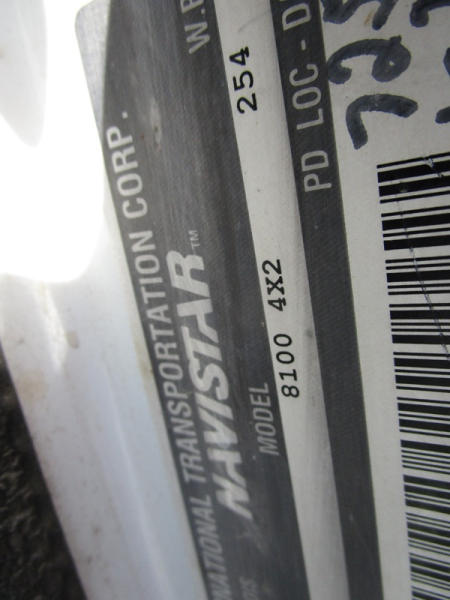 NATIONAL TRANSPORTATION CORP.
NAVISTAR™
MODEL
8100 4X2 254
PD LOC - D